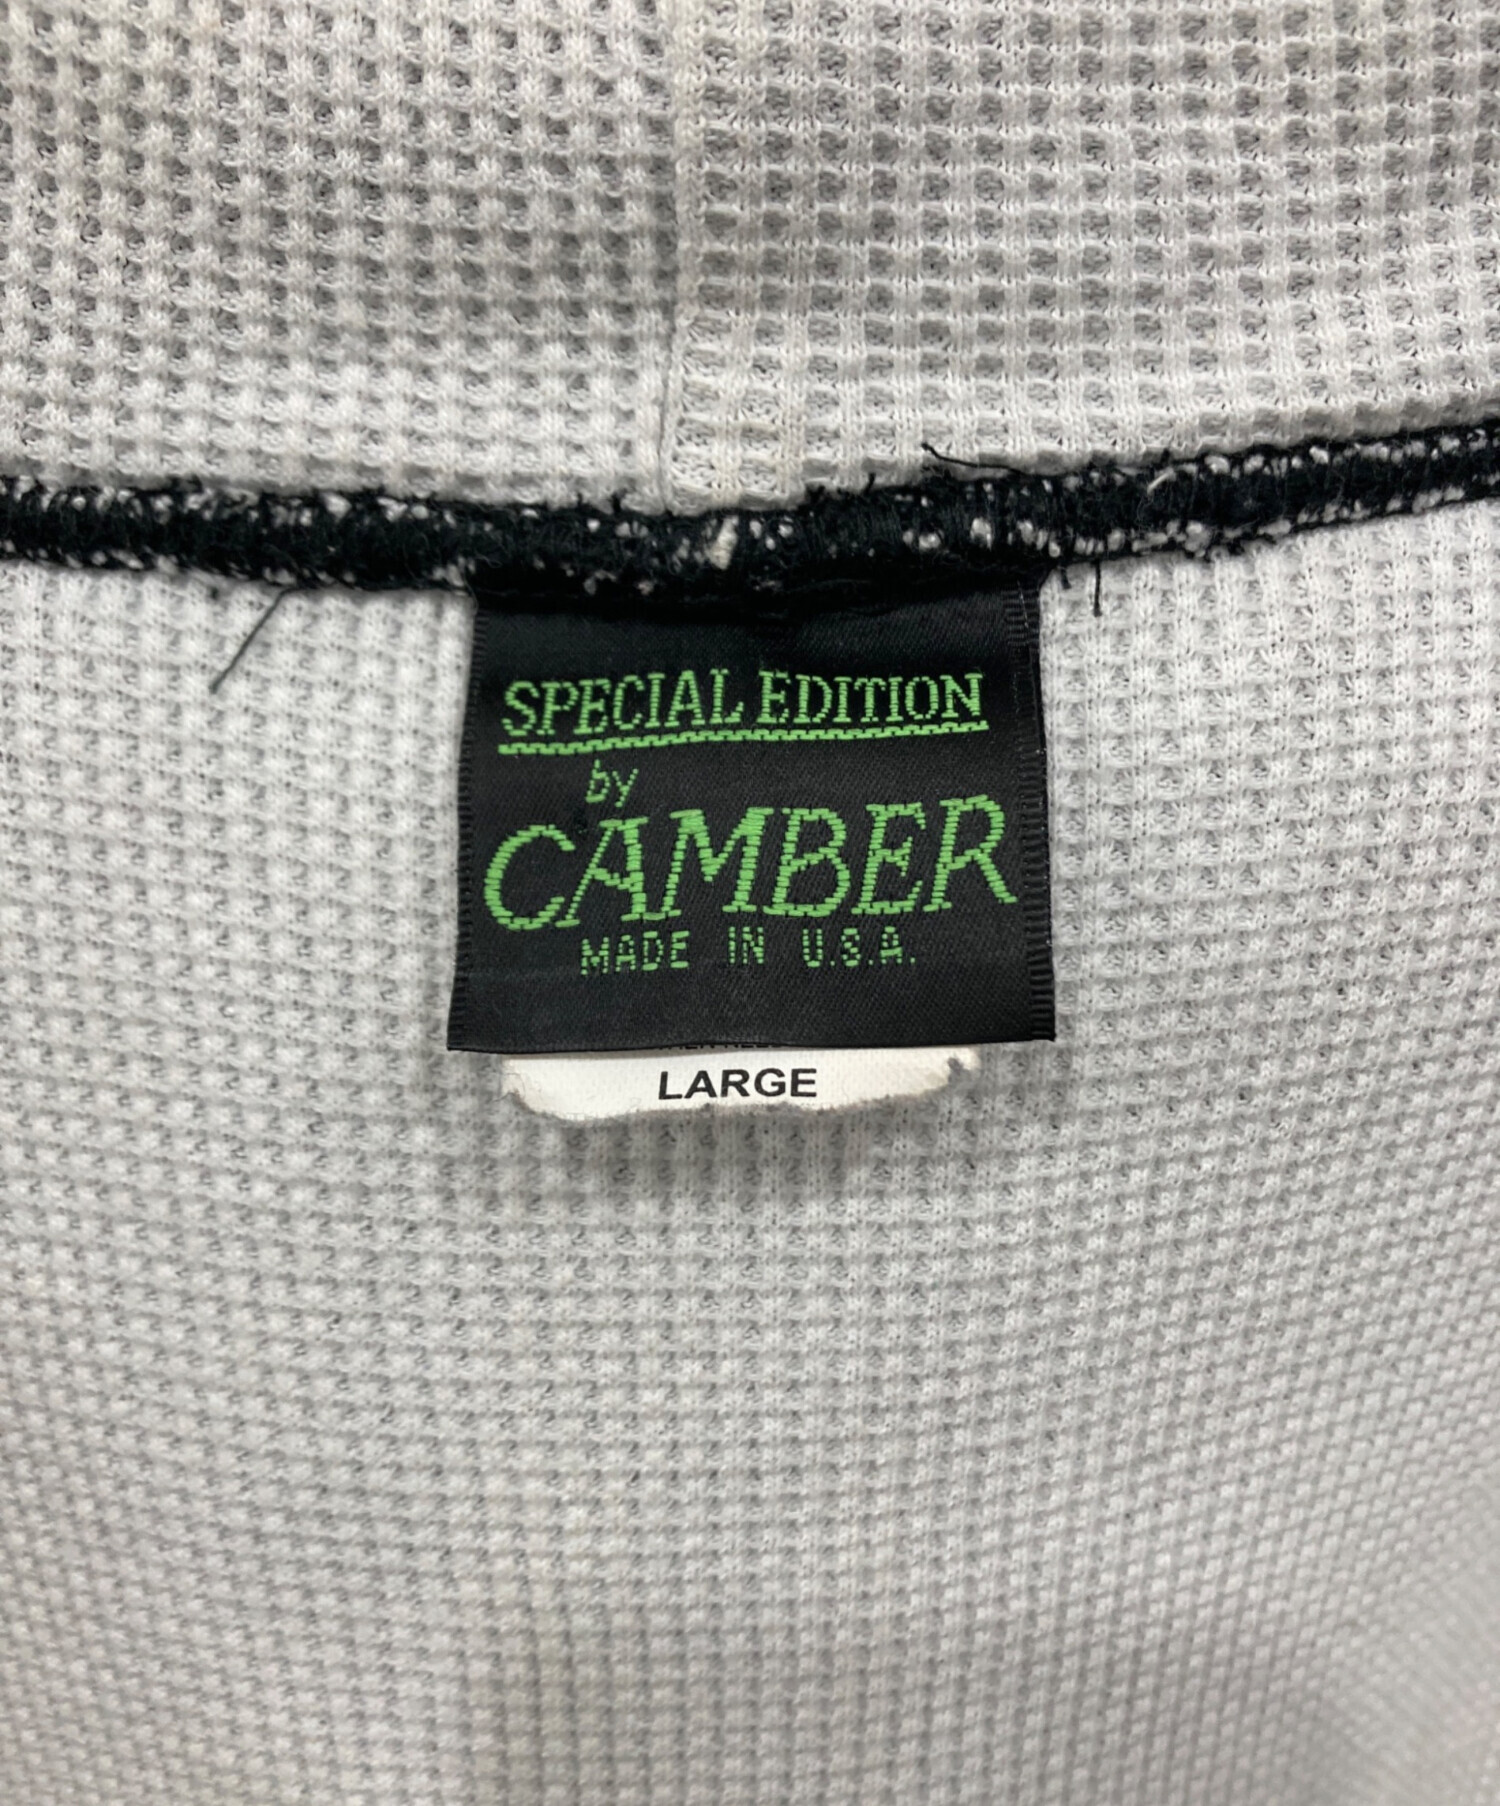 SPECIAL EDITION
by
CAMBER
MADE IN U.S.A.
LARGE